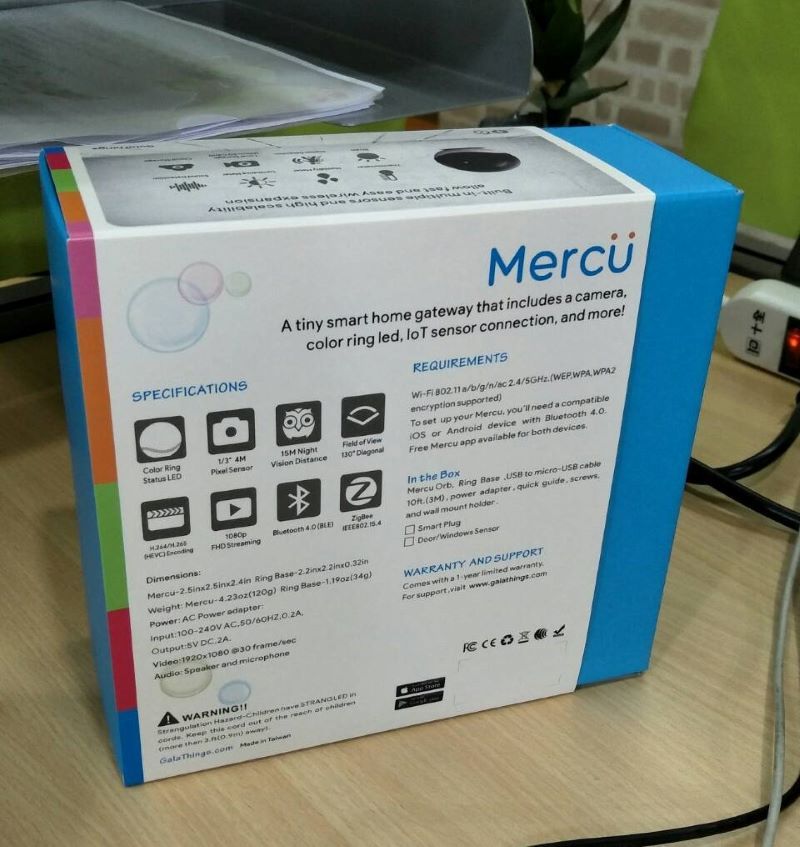 Built-in multiple sensors and high scalability
allow fast and easy wireless expansion
Mercü
A tiny smart home gateway that includes a camera,
color ring led, IoT sensor connection, and more!
SPECIFICATIONS
Color Ring
Status LED
1/3" 4M
Pixel Sensor
15M Night
Vision Distance
Field of View
130° Diagonal
H.264/H.265
(HEVC) Encoding
1080p
FHD Streaming
Bluetooth 4.0 (BLE)
ZigBee
IEEE802.15.4
Dimensions:
Mercu-2.5inx2.5inx2.4in Ring Base-2.2inx2.2inx0.32in
Weight: Mercu-4.23oz(120g) Ring Base-1.19oz(34g)
Power: AC Power adapter:
Input:100-240V AC,50/60HZ,0.2A,
Output:5V DC,2A.
Video:1920x1080 @30 frame/sec
Audio: Speaker and microphone
WARNING!!
Strangulation Hazard-Children have STRANGLED in
cords. Keep this cord out of the reach of children
(more than 3 ft(0.9m) away).
GalaThings.com Made in Taiwan
REQUIREMENTS
Wi-Fi 802.11 a/b/g/n/ac 2.4/5GHz.(WEP,WPA,WPA2
encryption supported)
To set up your Mercu, you'll need a compatible
iOS or Android device with Bluetooth 4.0.
Free Mercu app available for both devices.
In the Box
Mercu Orb, Ring Base ,USB to micro-USB cable
10ft.(3M) , power adapter , quick guide , screws,
and wall mount holder .
Smart Plug
Door/Windows Sensor
WARRANTY AND SUPPORT
Comes with a 1-year limited warranty.
For support ,visit www.galathings.com
FC CE
App Store
Google play